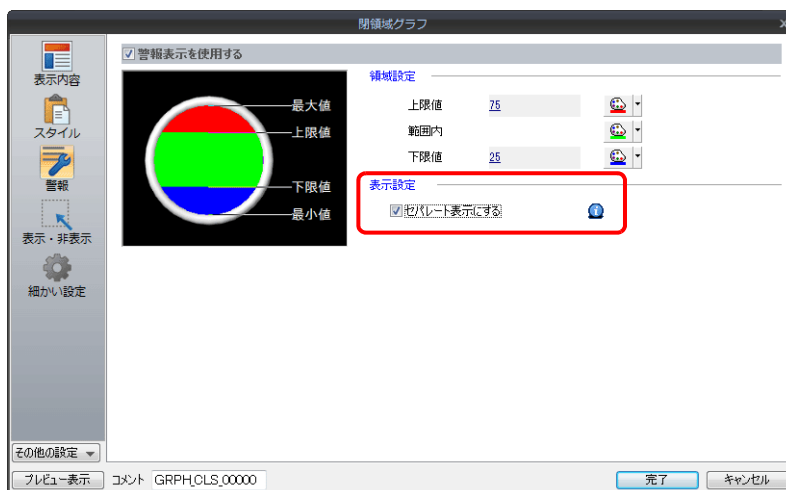 閉領域グラフ
表示内容
スタイル
警報
表示・非表示
細かい設定
その他の設定
警報表示を使用する
最大値
上限値
下限値
最小値
領域設定
上限値 75
範囲内
下限値 25
表示設定
セパレート表示にする
プレビュー表示 コメント GRPH_CLS_00000 完了 キャンセル